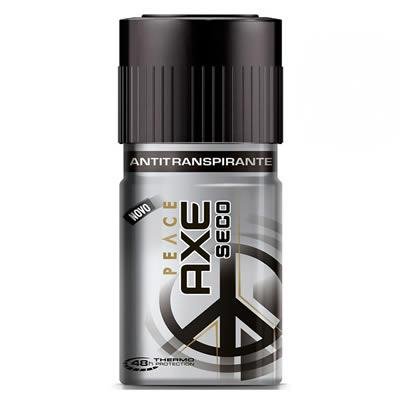 ANTITRANSPIRANTE
NOVO
PEACE
AXE
SECO
48h THERMO
PROTECTION